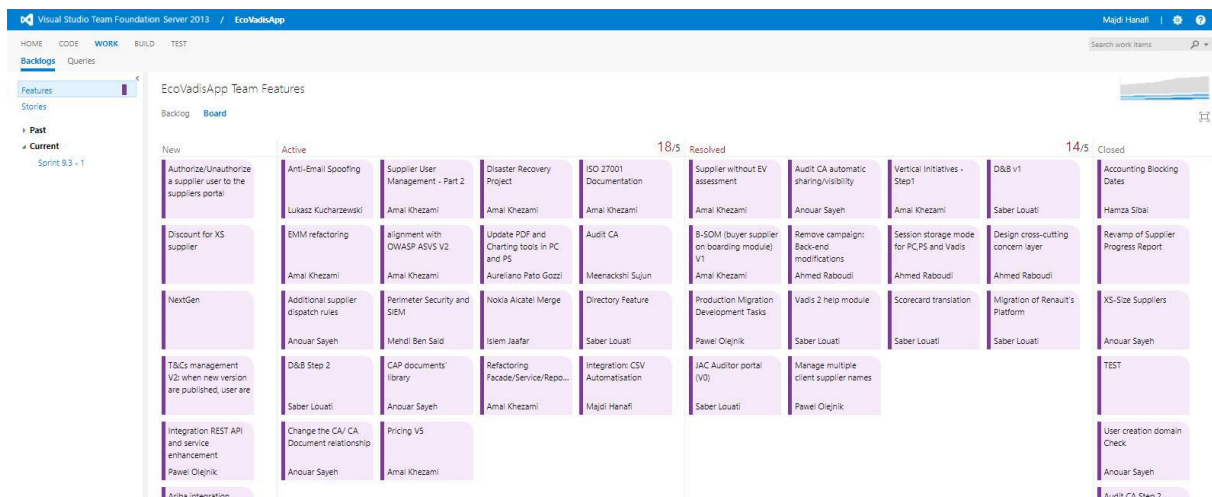 Visual Studio Team Foundation Server 2013 / EcoVadisApp
Majdi Hanafi
HOME CODE WORK BUILD TEST
Search work items
Backlogs Queries
Features
Stories
Past
Current
Sprint 9.3 - 1
EcoVadisApp Team Features
Backlog Board
New
Active 18/5
Resolved 14/5
Closed
Authorize/Unauthorize
a supplier user to the
suppliers portal
Anti-Email Spoofing
Lukasz Kucharzewski
Supplier User
Management - Part 2
Amal Khezami
Disaster Recovery
Project
Amal Khezami
ISO 27001
Documentation
Amal Khezami
Supplier without EV
assessment
Amal Khezami
Audit CA automatic
sharing/visibility
Anouar Sayeh
Vertical Initiatives -
Step1
Amal Khezami
D&B v1
Saber Louati
Accounting Blocking
Dates
Hamza Sibai
Discount for XS
supplier
EMM refactoring
Amal Khezami
alignment with
OWASP ASVS V2
Amal Khezami
Update PDF and
Charting tools in PC
and PS
Aureliano Pato Gozzi
Audit CA
Meenackshi Sujun
B-SOM (buyer supplier
on boarding module)
V1
Amal Khezami
Remove campaign:
Back-end
modifications
Ahmed Raboudi
Session storage mode
for PC,PS and Vadis
Ahmed Raboudi
Design cross-cutting
concern layer
Ahmed Raboudi
Revamp of Supplier
Progress Report
NextGen
Additional supplier
dispatch rules
Anouar Sayeh
Perimeter Security and
SIEM
Mehdi Ben Said
Nokia Alcatel Merge
Islem Jaafar
Directory Feature
Saber Louati
Production Migration
Development Tasks
Pawel Olejnik
Vadis 2 help module
Saber Louati
Scorecard translation
Saber Louati
Migration of Renault's
Platform
Saber Louati
XS-Size Suppliers
Anouar Sayeh
T&Cs management
V2: when new version
are published, user are
D&B Step 2
Saber Louati
CAP documents'
library
Anouar Sayeh
Refactoring
Facade/Service/Repo...
Amal Khezami
Integration: CSV
Automatisation
Majdi Hanafi
JAC Auditor portal
(V0)
Saber Louati
Manage multiple
client supplier names
Pawel Olejnik
TEST
Integration REST API
and service
enhancement
Pawel Olejnik
Change the CA/ CA
Document relationship
Anouar Sayeh
Pricing V5
Amal Khezami
User creation domain
Check
Anouar Sayeh
Ariba integration
Audit CA Step 2